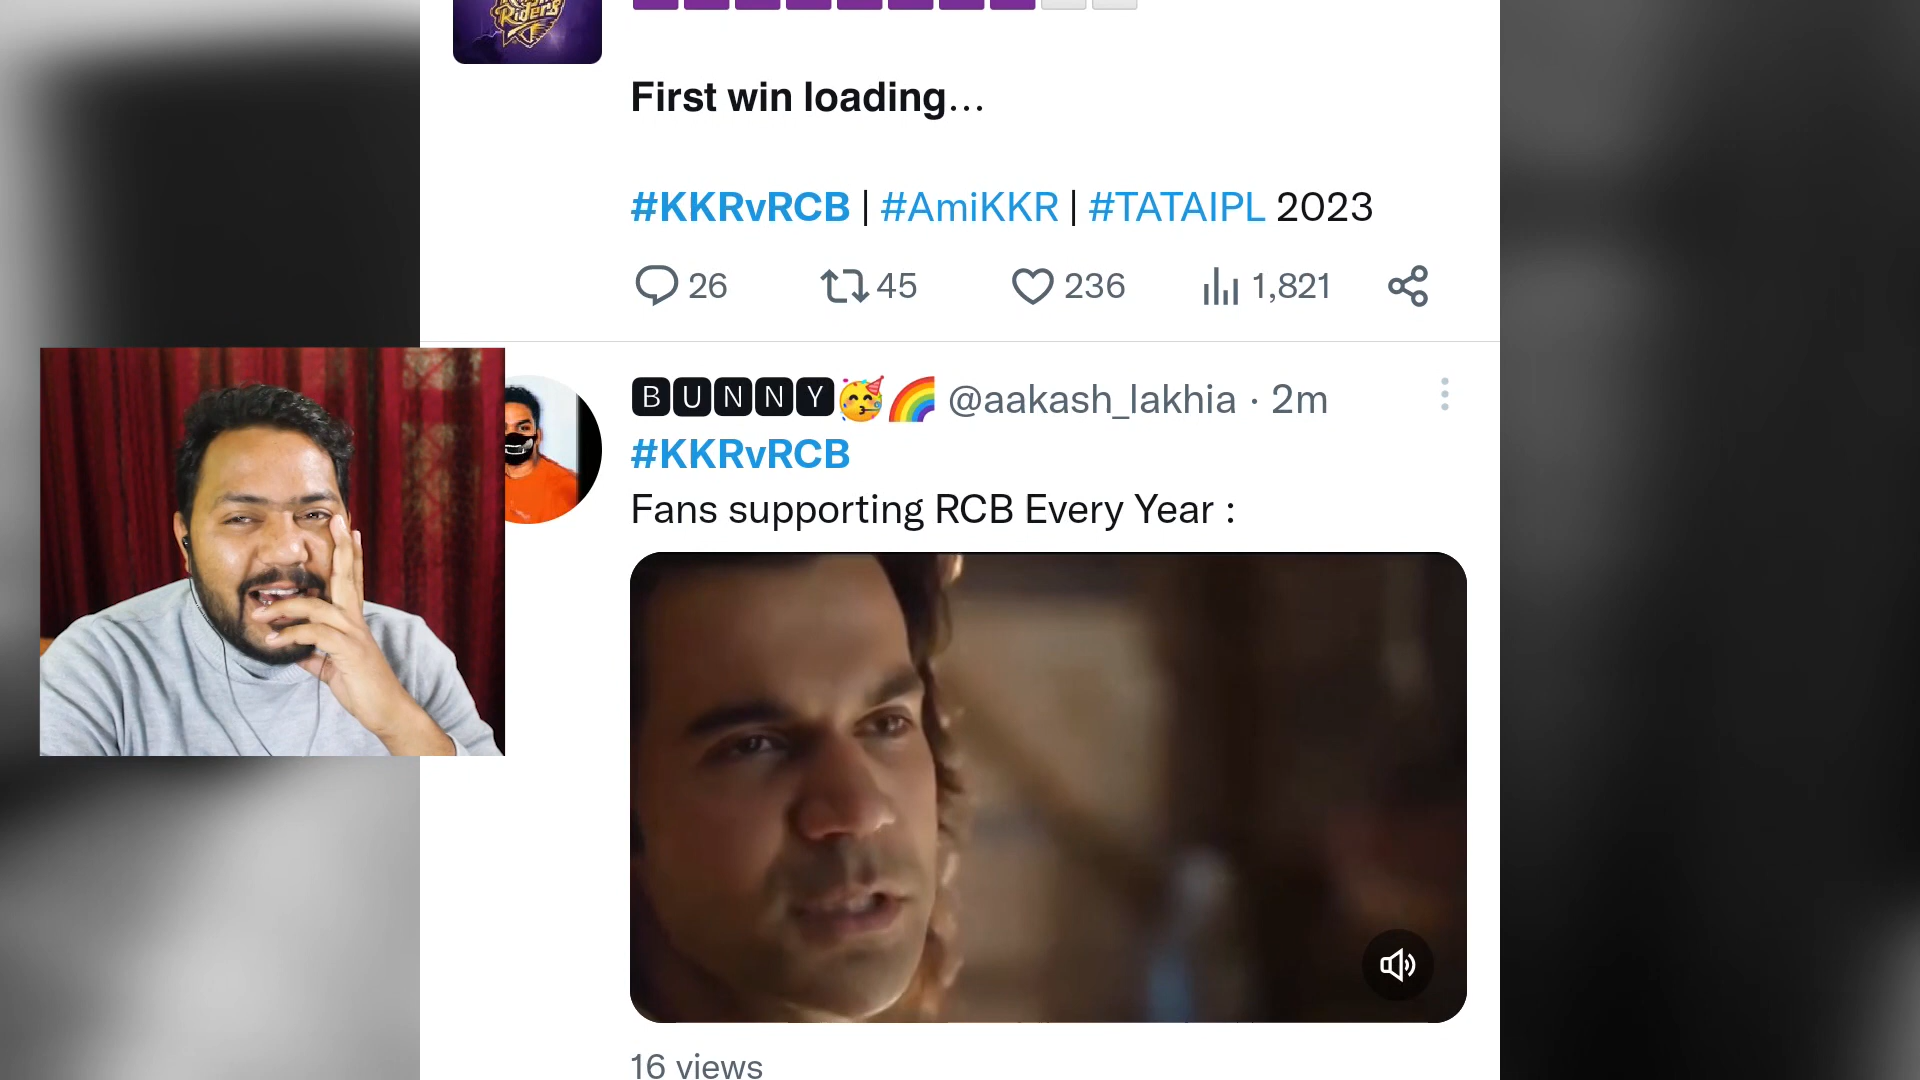 Riders
First win loading...
#KKRvRCB | #AmiKKR | #TATAIPL 2023
26 45 236 1,821
🅱🆄🅽🅽🆈🥳🌈 @aakash_lakhia · 2m
#KKRvRCB
Fans supporting RCB Every Year :
16 views